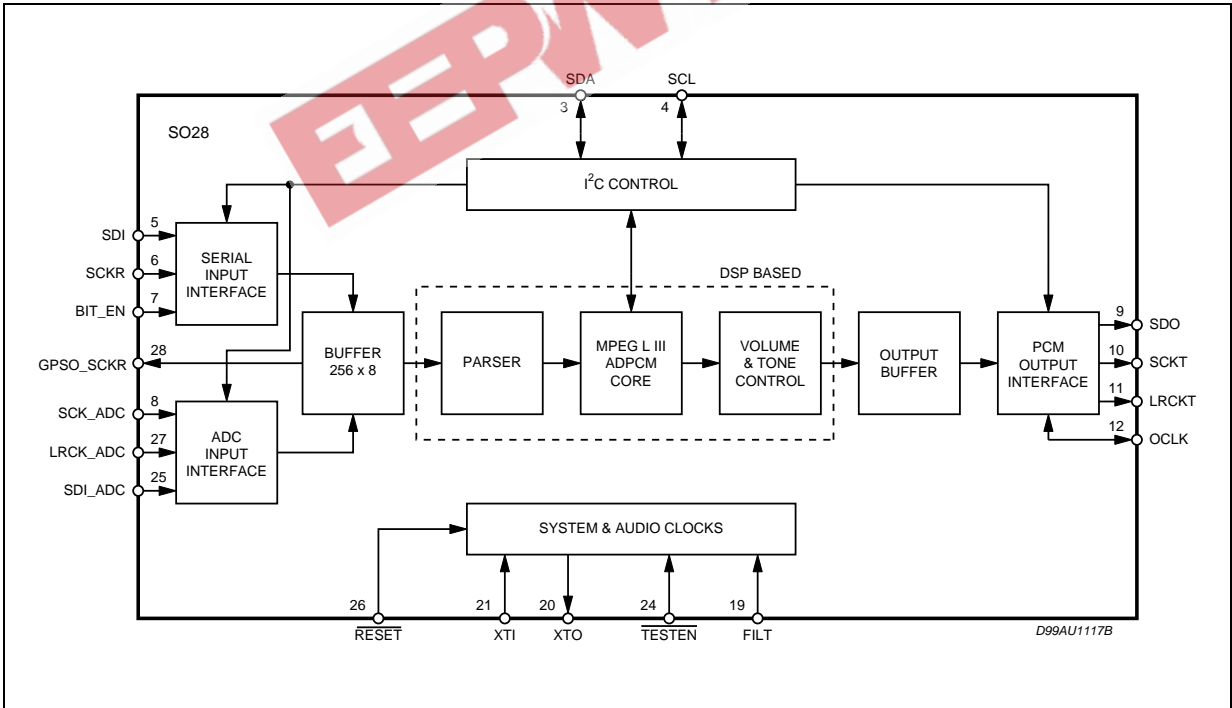 EEPW
SDA
SCL
3
4
SO28
I²C CONTROL
SDI
5
SCKR
6
BIT_EN
7
SERIAL
INPUT
INTERFACE
DSP BASED
GPSO_SCKR
28
BUFFER
256 x 8
PARSER
MPEG L III
ADPCM
CORE
VOLUME
& TONE
CONTROL
OUTPUT
BUFFER
PCM
OUTPUT
INTERFACE
9
SDO
10
SCKT
11
LRCKT
12
OCLK
SCK_ADC
8
LRCK_ADC
27
SDI_ADC
25
ADC
INPUT
INTERFACE
SYSTEM & AUDIO CLOCKS
26
21
20
24
19
RESET
XTI
XTO
TESTEN
FILT
D99AU1117B